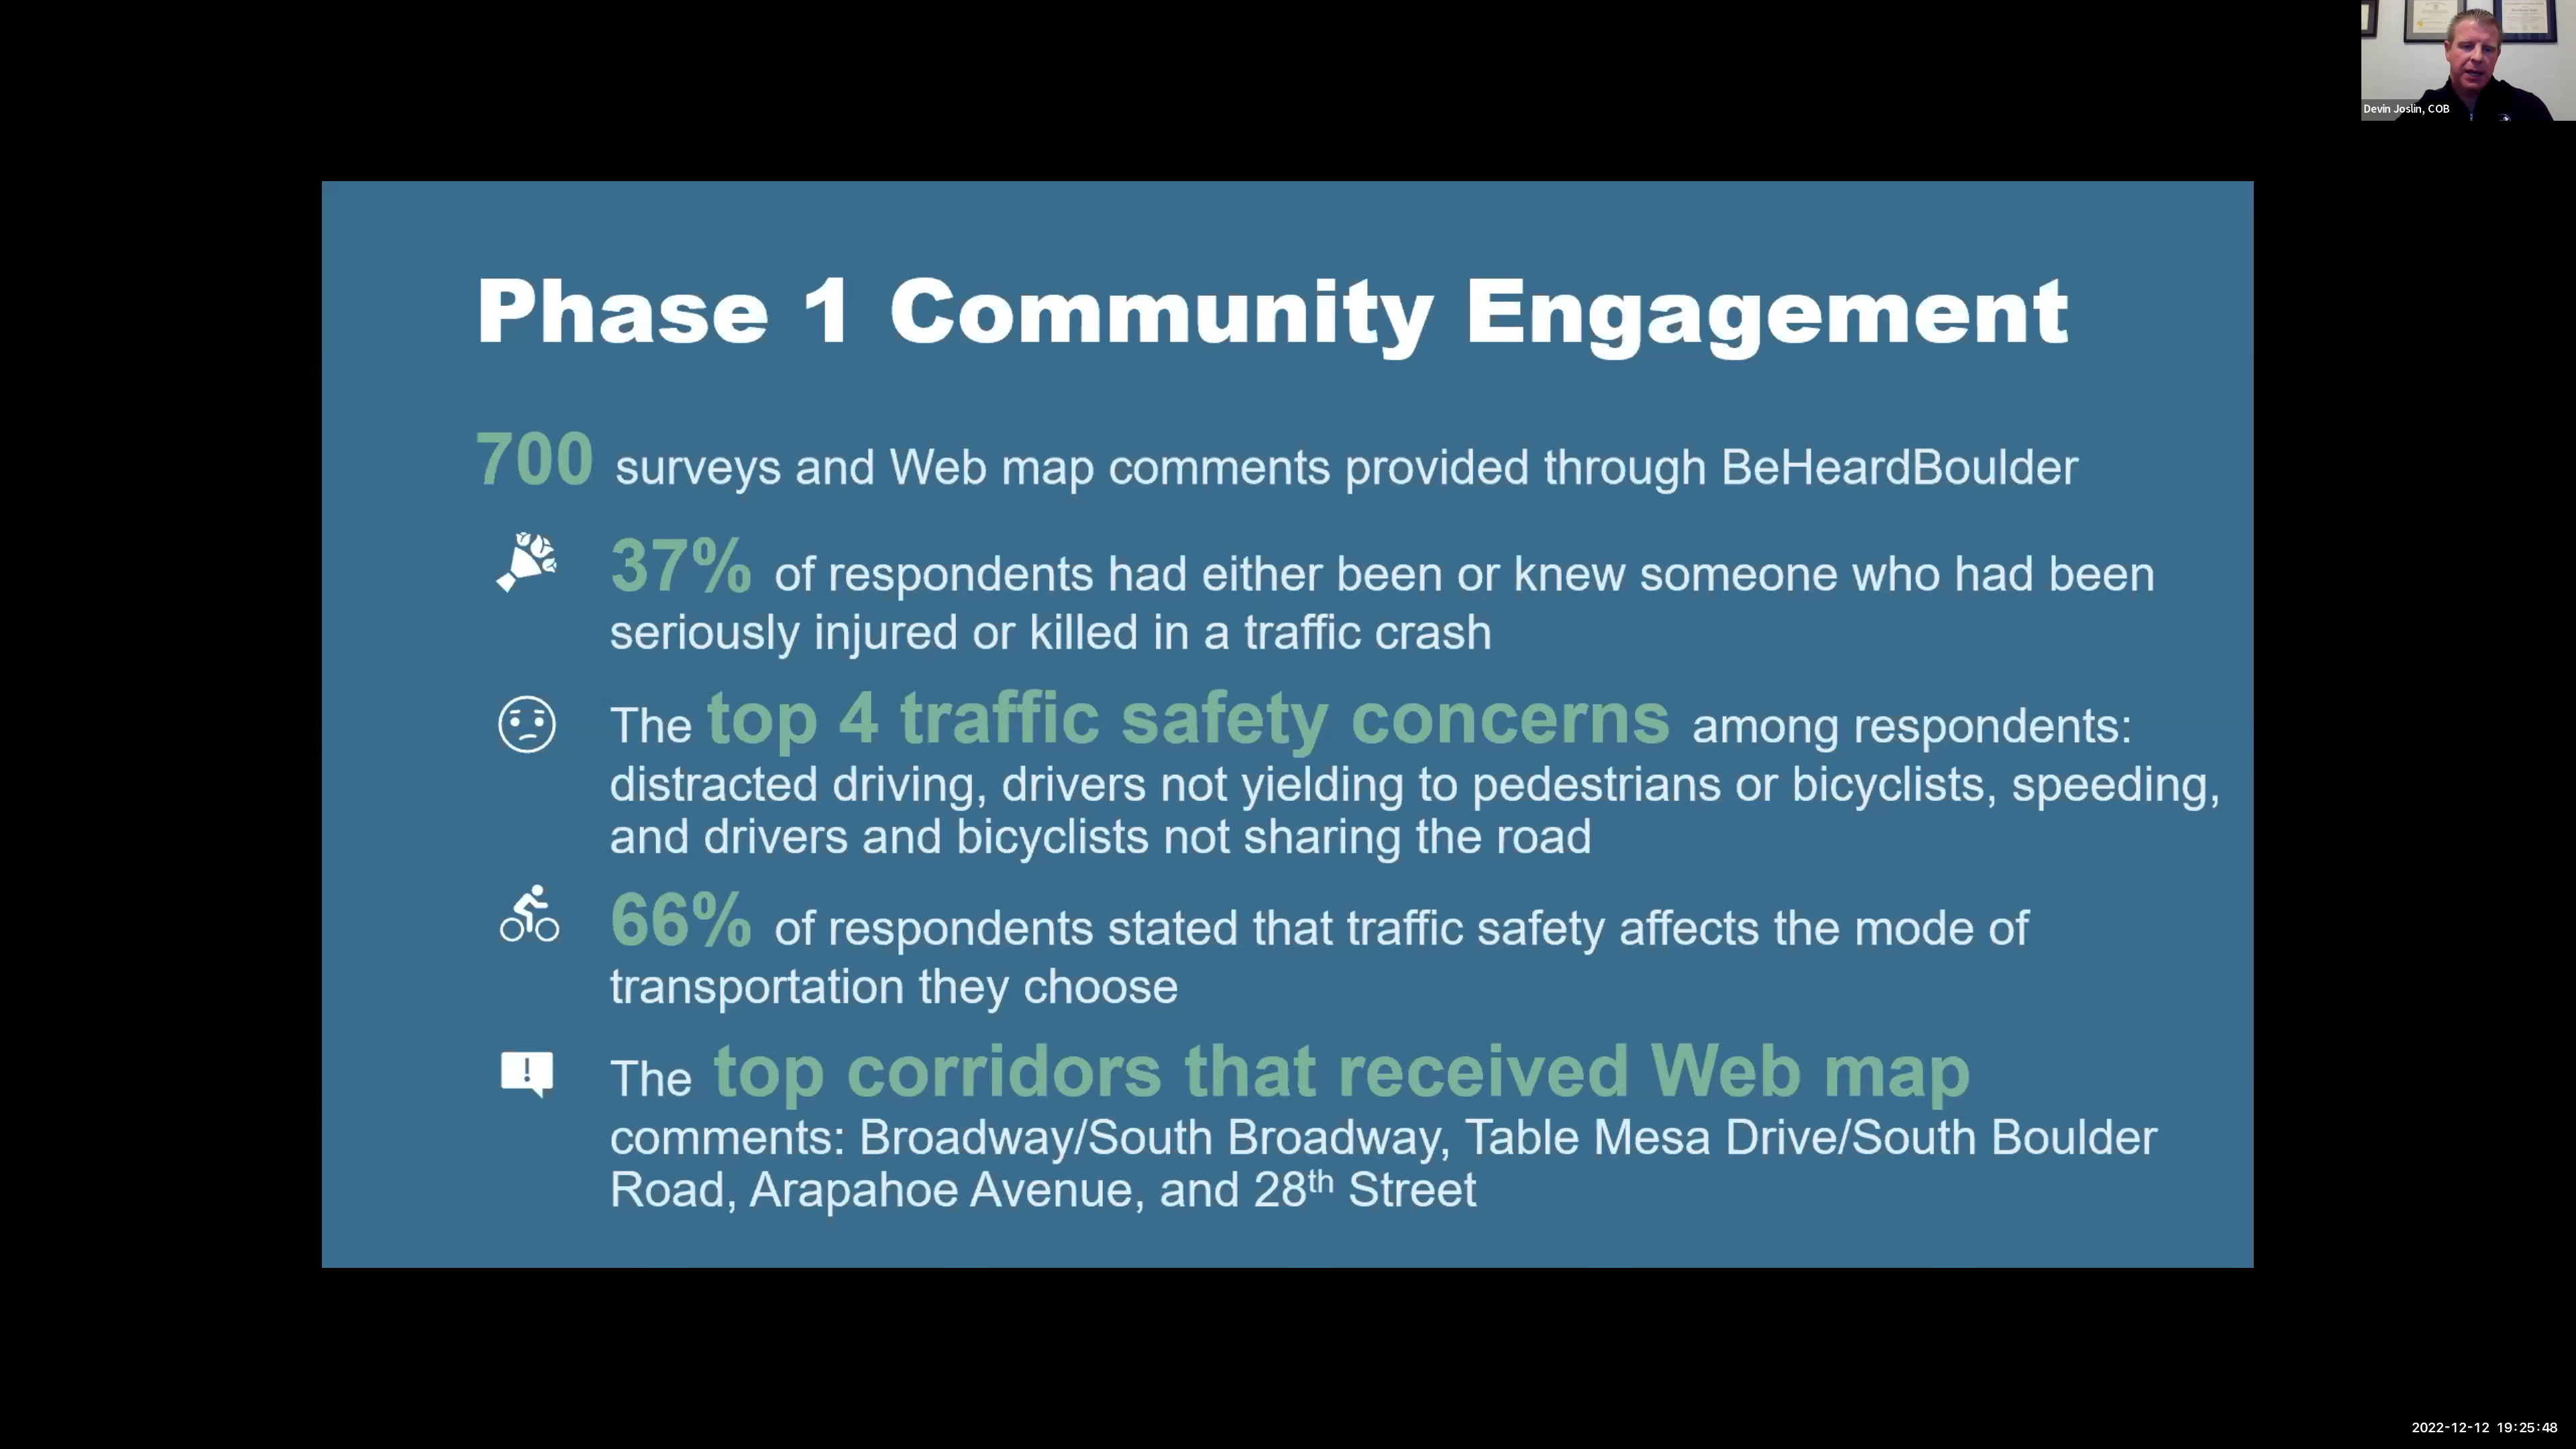 Devin Joslin, COB
Phase 1 Community Engagement
700 surveys and Web map comments provided through BeHeardBoulder
37% of respondents had either been or knew someone who had been
seriously injured or killed in a traffic crash
The top 4 traffic safety concerns among respondents:
distracted driving, drivers not yielding to pedestrians or bicyclists, speeding,
and drivers and bicyclists not sharing the road
66% of respondents stated that traffic safety affects the mode of
transportation they choose
! The top corridors that received Web map
comments: Broadway/South Broadway, Table Mesa Drive/South Boulder
Road, Arapahoe Avenue, and 28th Street
2022-12-12 19:25:48